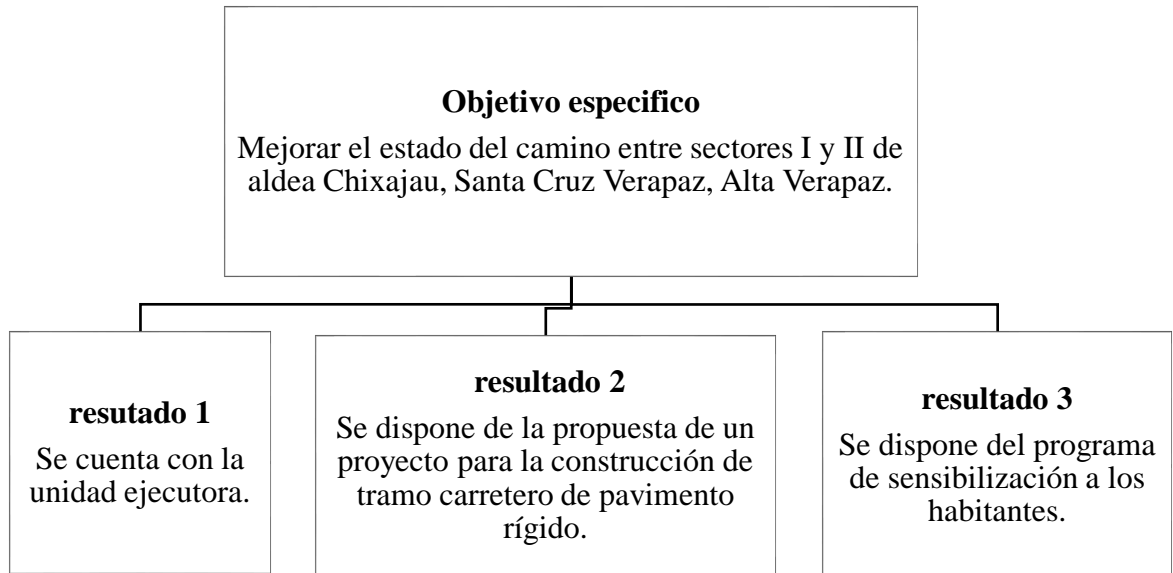 Objetivo especifico
Mejorar el estado del camino entre sectores I y II de
aldea Chixajau, Santa Cruz Verapaz, Alta Verapaz.
resutado 1
Se cuenta con la
unidad ejecutora.
resultado 2
Se dispone de la propuesta de un
proyecto para la construcción de
tramo carretero de pavimento
rígido.
resultado 3
Se dispone del programa
de sensibilización a los
habitantes.